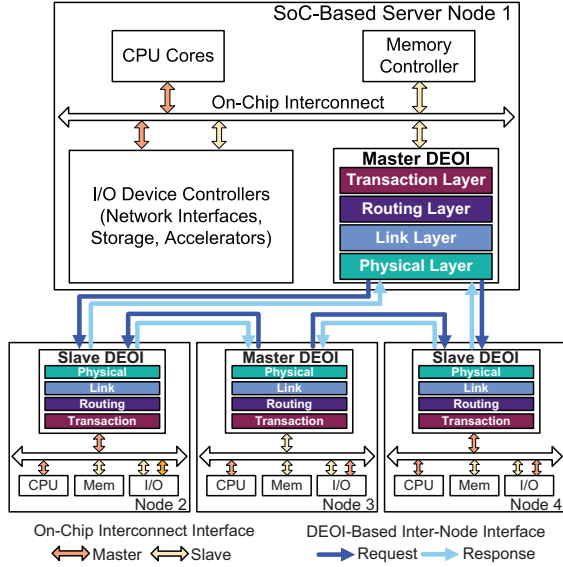 SoC-Based Server Node 1
CPU Cores
Memory
Controller
On-Chip Interconnect
I/O Device Controllers
(Network Interfaces,
Storage, Accelerators)
Master DEOI
Transaction Layer
Routing Layer
Link Layer
Physical Layer
Slave DEOI
Physical
Link
Routing
Transaction
CPU
Mem
I/O
Node 2
Master DEOI
Physical
Link
Routing
Transaction
CPU
Mem
I/O
Node 3
Slave DEOI
Physical
Link
Routing
Transaction
CPU
Mem
I/O
Node 4
On-Chip Interconnect Interface
Master
Slave
DEOI-Based Inter-Node Interface
Request
Response